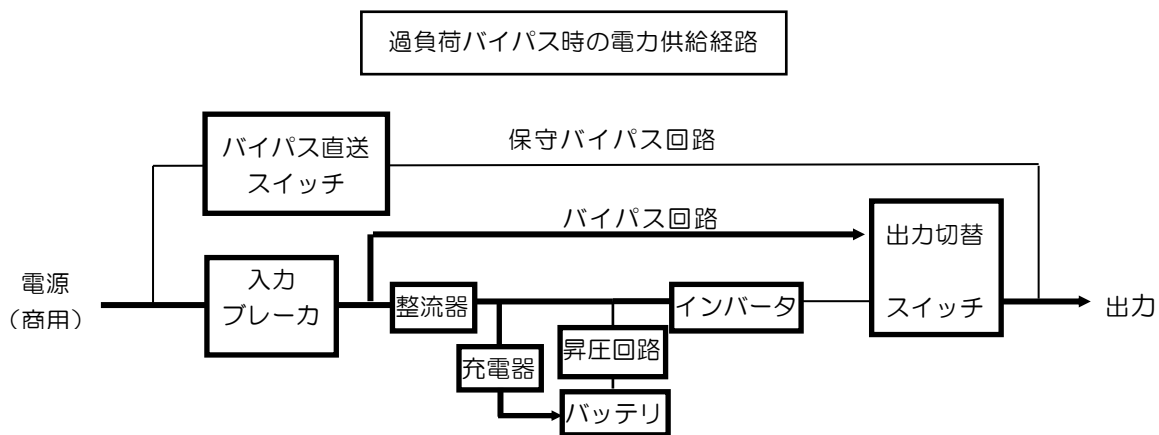 過負荷バイパス時の電力供給経路
保守バイパス回路
バイパス直送
スイッチ
バイパス回路
出力切替
スイッチ
電源
（商用）
入力
ブレーカ
整流器
インバータ
出力
昇圧回路
充電器
バッテリ